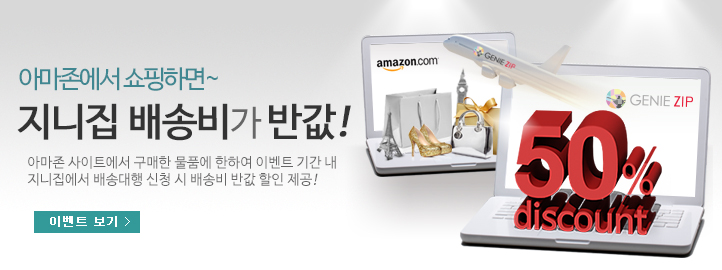 아마존에서 쇼핑하면~
지니집 배송비가 반값!
아마존 사이트에서 구매한 물품에 한하여 이벤트 기간 내
지니집에서 배송대행 신청 시 배송비 반값 할인 제공!
이벤트 보기 >
amazon.com
GENIE ZIP
GENIE ZIP
50%
discount